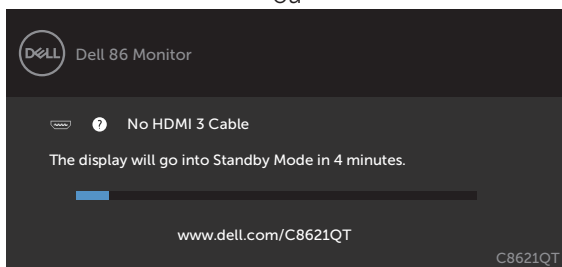 ou
DELL
Dell 86 Monitor
? No HDMI 3 Cable
The display will go into Standby Mode in 4 minutes.
www.dell.com/C8621QT
C8621QT